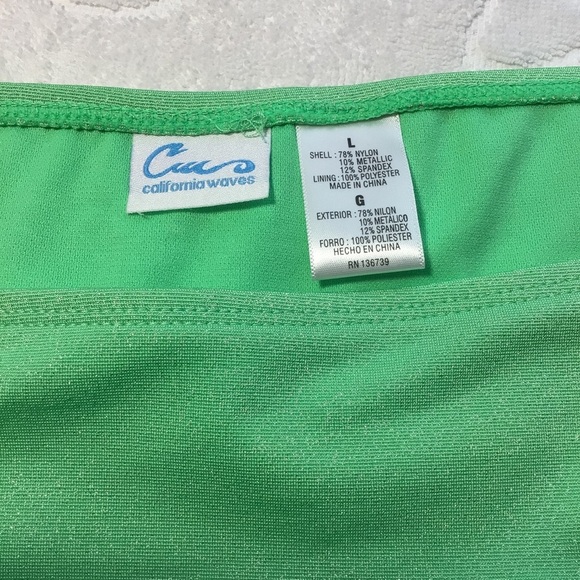 california waves
L
SHELL : 78% NYLON
10% METALLIC
12% SPANDEX
LINING : 100% POLYESTER
MADE IN CHINA
G
EXTERIOR : 78% NILON
10% METALICO
12% SPANDEX
FORRO : 100% POLIESTER
HECHO EN CHINA
RN 136739